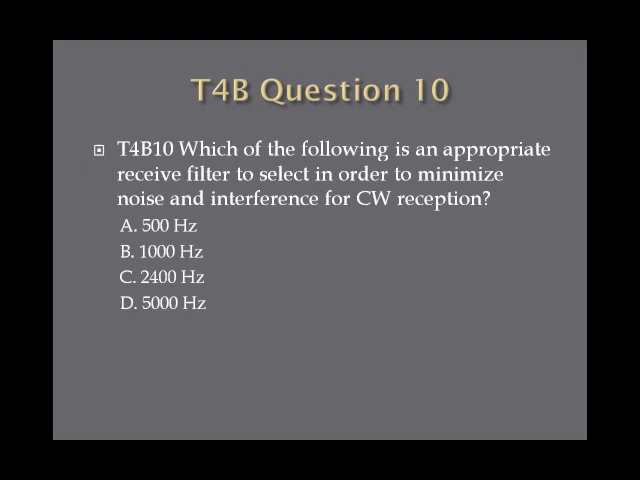 T4B Question 10
T4B10 Which of the following is an appropriate
receive filter to select in order to minimize
noise and interference for CW reception?
A. 500 Hz
B. 1000 Hz
C. 2400 Hz
D. 5000 Hz